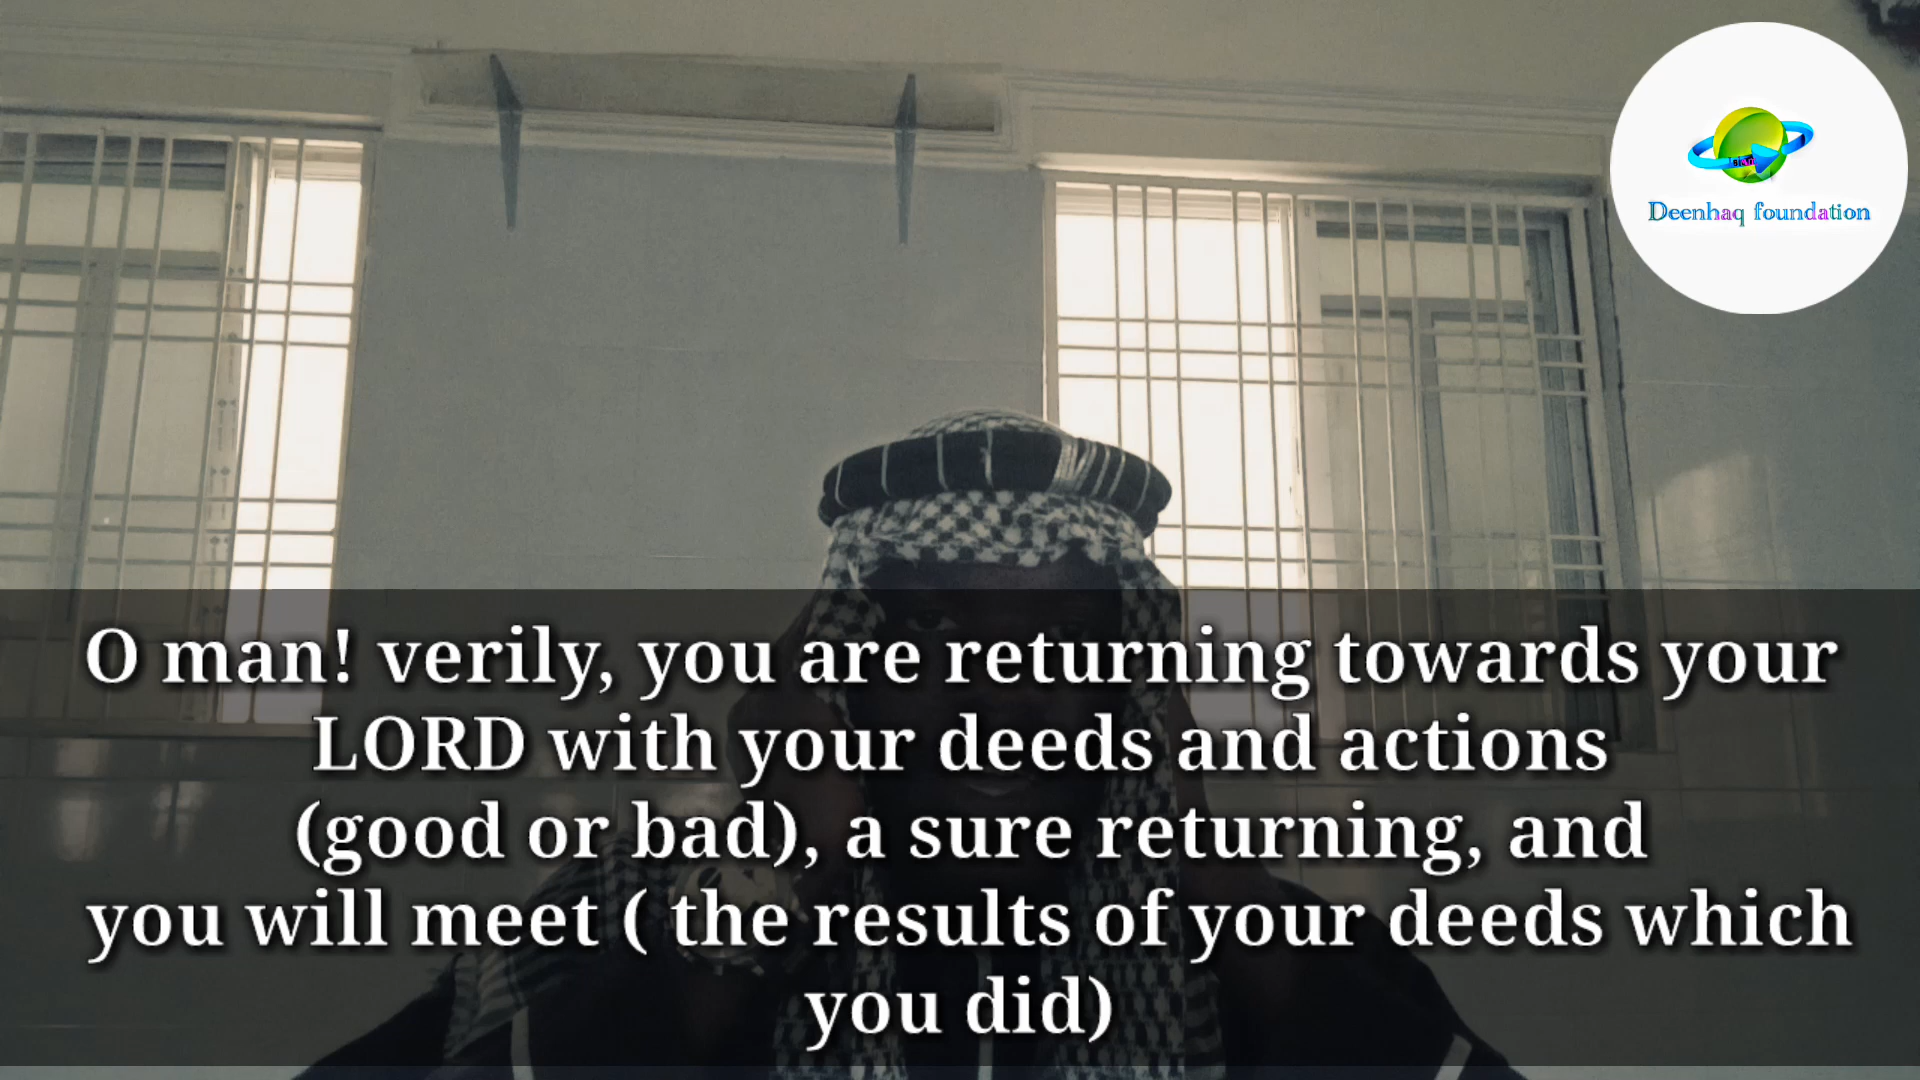 Islam
Deenhaq foundation
O man! verily, you are returning towards your
LORD with your deeds and actions
(good or bad), a sure returning, and
you will meet ( the results of your deeds which
you did)